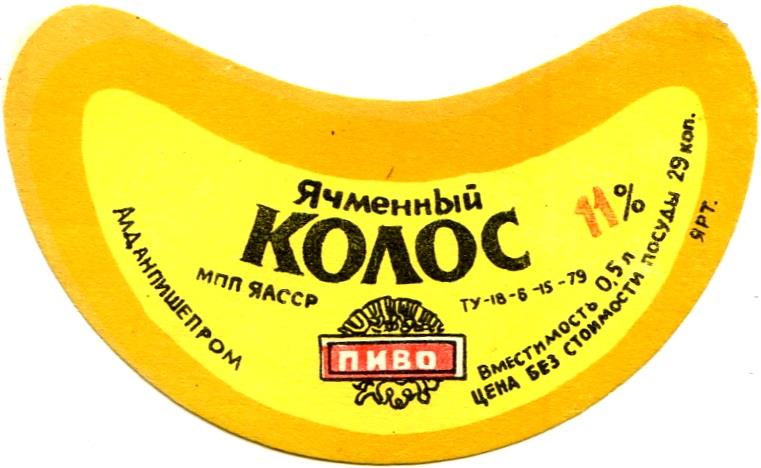 Ячменный
КОЛОС
11%
АЛДАНПИЩЕПРОМ
МПП ЯАССР
ТУ-18-6-15-79
ПИВО
Вместимость 0,5 л
ЦЕНА БЕЗ СТОИМОСТИ ПОСУДЫ 29 коп.
ЯРТ.